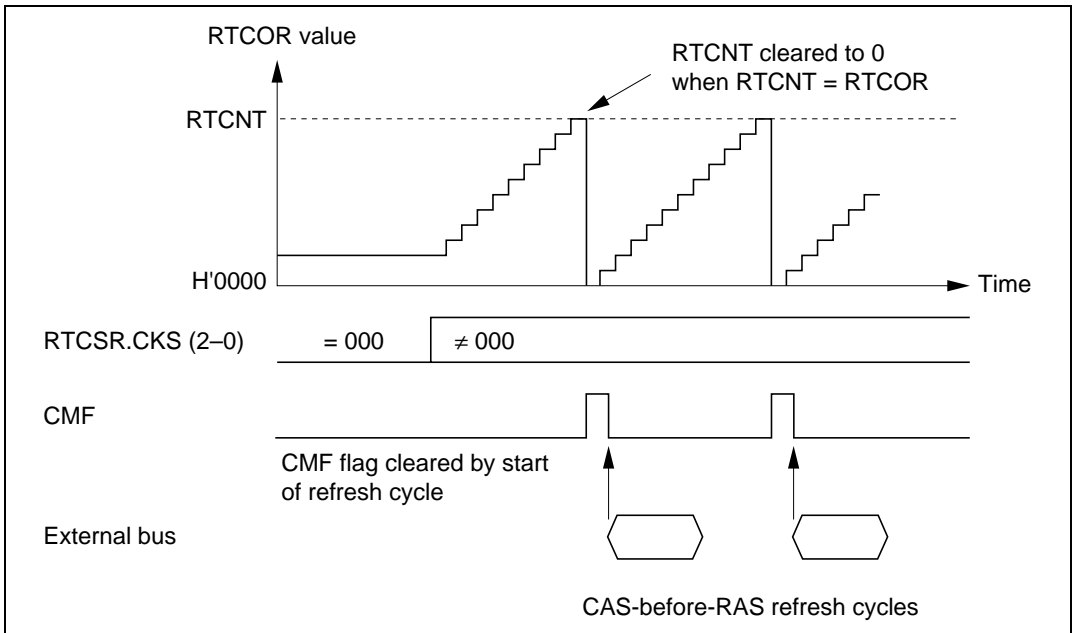 RTCOR value
RTCNT cleared to 0
when RTCNT = RTCOR
RTCNT
H'0000
Time
RTCSR.CKS (2–0)
= 000
≠ 000
CMF
CMF flag cleared by start
of refresh cycle
External bus
CAS-before-RAS refresh cycles